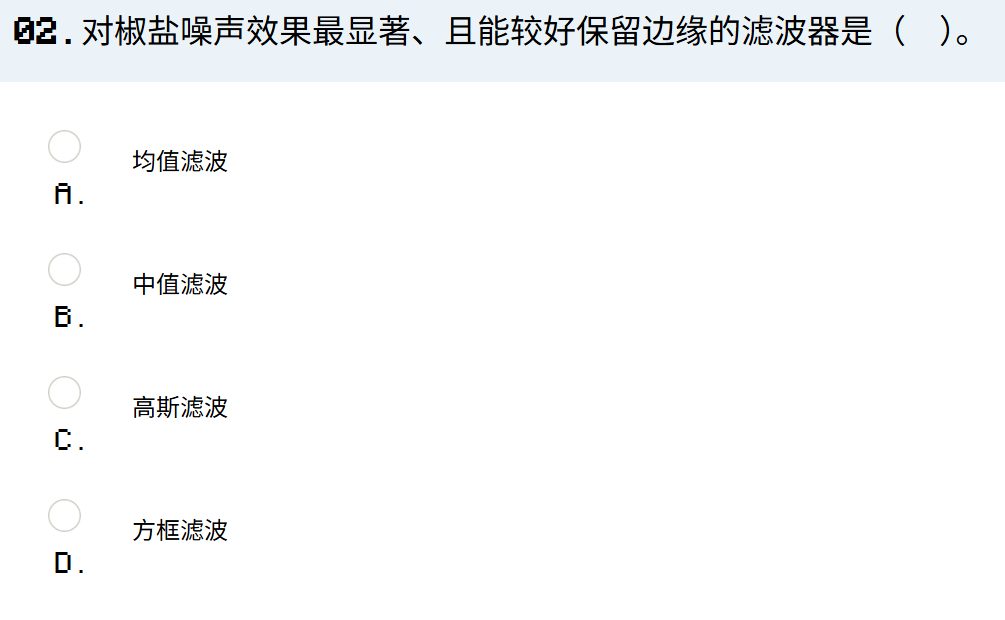 02.对椒盐噪声效果最显著、且能较好保留边缘的滤波器是（ ）。
均值滤波
A.
中值滤波
B.
高斯滤波
C.
方框滤波
D.